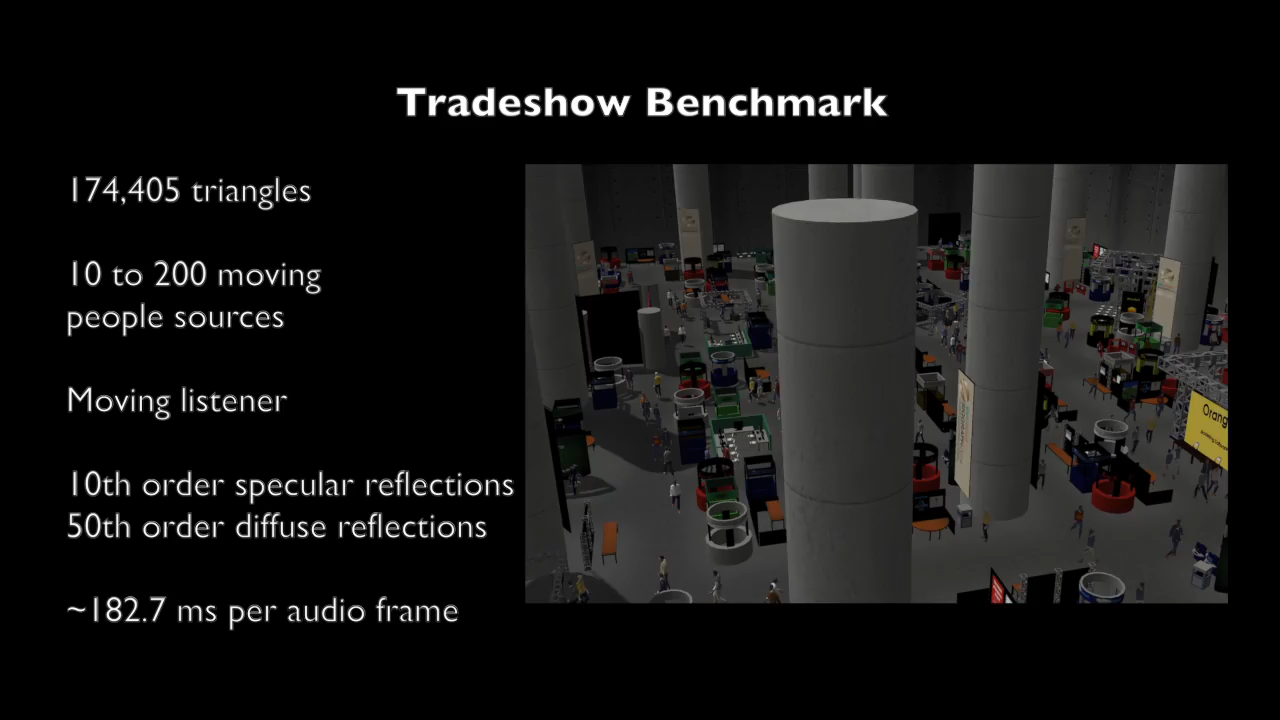 Tradeshow Benchmark
174,405 triangles
10 to 200 moving
people sources
Moving listener
10th order specular reflections
50th order diffuse reflections
~182.7 ms per audio frame
Orang